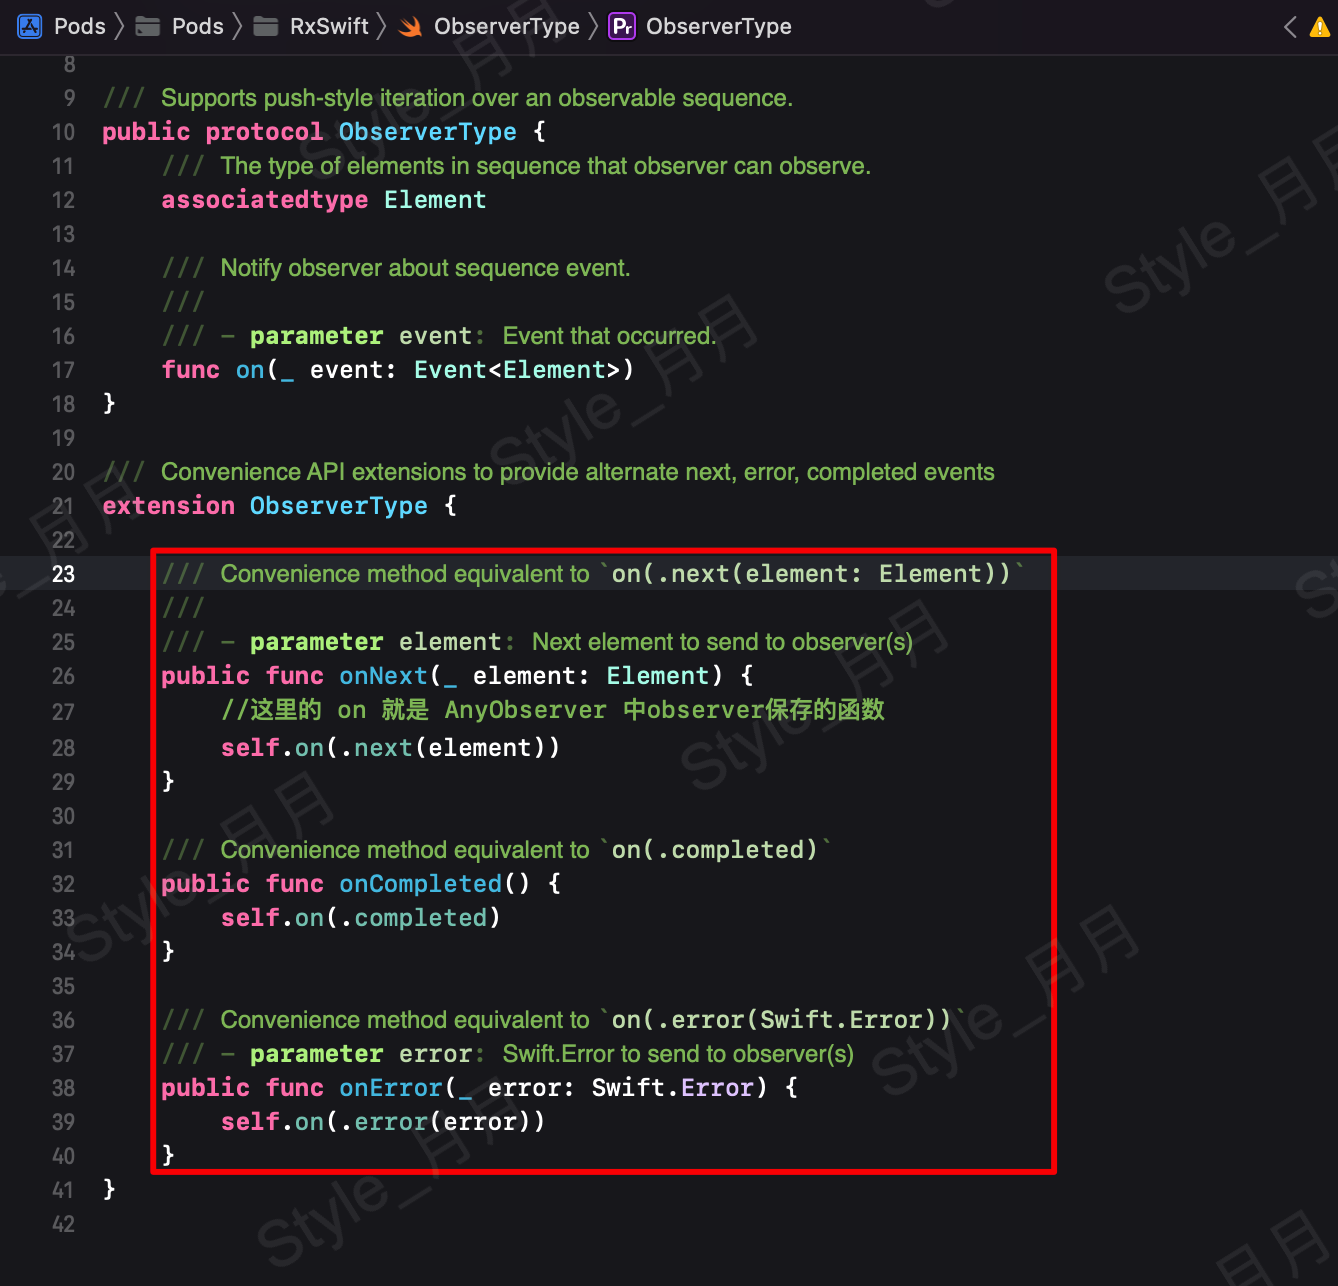 Pods 〉 Pods 〉 RxSwift 〉 ObserverType 〉 Pr ObserverType
8
9 /// Supports push-style iteration over an observable sequence.
10 public protocol ObserverType {
11 /// The type of elements in sequence that observer can observe.
12 associatedtype Element
13
14 /// Notify observer about sequence event.
15 ///
16 /// - parameter event: Event that occurred.
17 func on(_ event: Event<Element>)
18 }
19
20 /// Convenience API extensions to provide alternate next, error, completed events
21 extension ObserverType {
22
23 /// Convenience method equivalent to `on(.next(element: Element))`
24 ///
25 /// - parameter element: Next element to send to observer(s)
26 public func onNext(_ element: Element) {
27 //这里的 on 就是 AnyObserver 中observer保存的函数
28 self.on(.next(element))
29 }
30
31 /// Convenience method equivalent to `on(.completed)`
32 public func onCompleted() {
33 self.on(.completed)
34 }
35
36 /// Convenience method equivalent to `on(.error(Swift.Error))`
37 /// - parameter error: Swift.Error to send to observer(s)
38 public func onError(_ error: Swift.Error) {
39 self.on(.error(error))
40 }
41 }
42
Style_月月